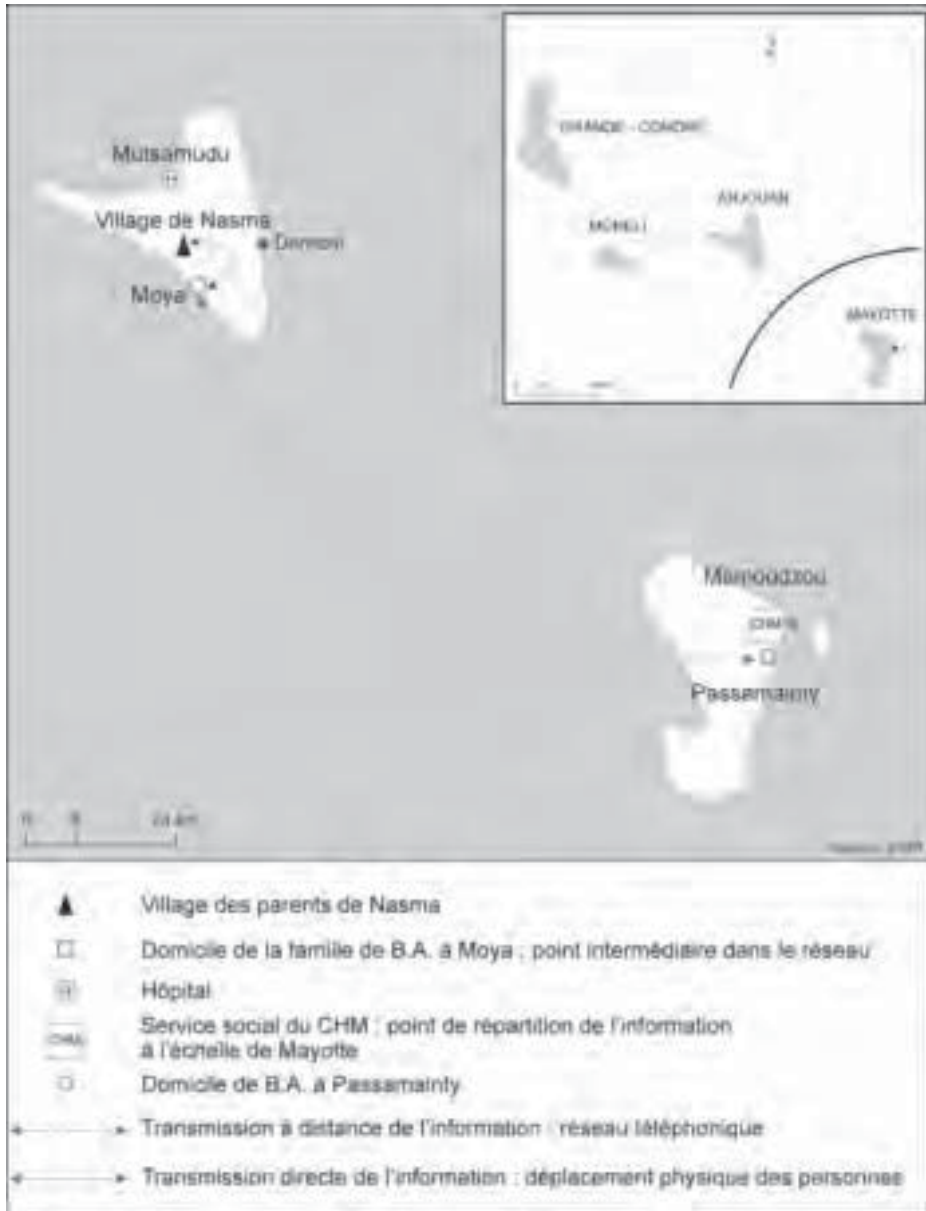 GRANDE - COMORE
ANJOUAN
MOHELI
MAYOTTE
Mutsamudu
H
Village de Nasma
Domoni
Moya
Mamoudzou
CHM
Passamainty
Village des parents de Nasma
Domicile de la famille de B.A. à Moya : point intermédiaire dans le réseau
H
Hôpital
CHM
Service social du CHM : point de répartition de l'information
à l'échelle de Mayotte
Domicile de B.A. à Passamainty
Transmission à distance de l'information : réseau téléphonique
Transmission directe de l'information : déplacement physique des personnes